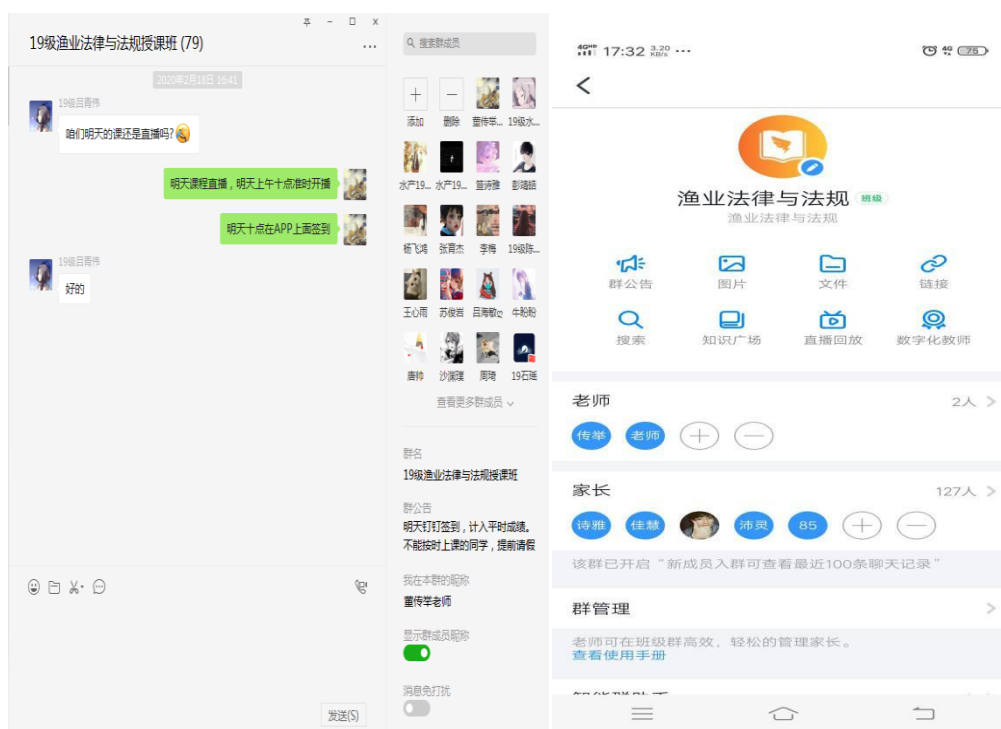 19级渔业法律与法规授课班 (79)
2020年2月18日 16:41
19级吕青伟
咱们明天的课还是直播吗?
明天课程直播，明天上午十点准时开播
明天十点在APP上面签到
19级吕青伟
好的
发送(S)
搜索群成员
添加 删除 董传举... 19级水...
水产19... 水产19... 管诗雅 彭靖皓
杨飞鸿 张育杰 李梅 19级陈...
王心雨 苏俊岩 吕海敏 牛盼盼
唐帅 沙淏璞 周琦 19石瑶
查看更多群成员
群名
19级渔业法律与法规授课班
群公告
明天钉钉签到，计入平时成绩。
不能按时上课的同学，提前请假
我在本群的昵称
董传举老师
显示群成员昵称
消息免打扰
4GHD 17:32 3.20 KB/s ... 4G 75
渔业法律与法规 班级
渔业法律与法规
群公告 图片 文件 链接
搜索 知识广场 直播回放 数字化教师
老师 2人
传举 老师
家长 127人
诗雅 佳慧 沛灵 85
该群已开启“新成员入群可查看最近100条聊天记录”
群管理
老师可在班级群高效、轻松的管理家长。
查看使用手册